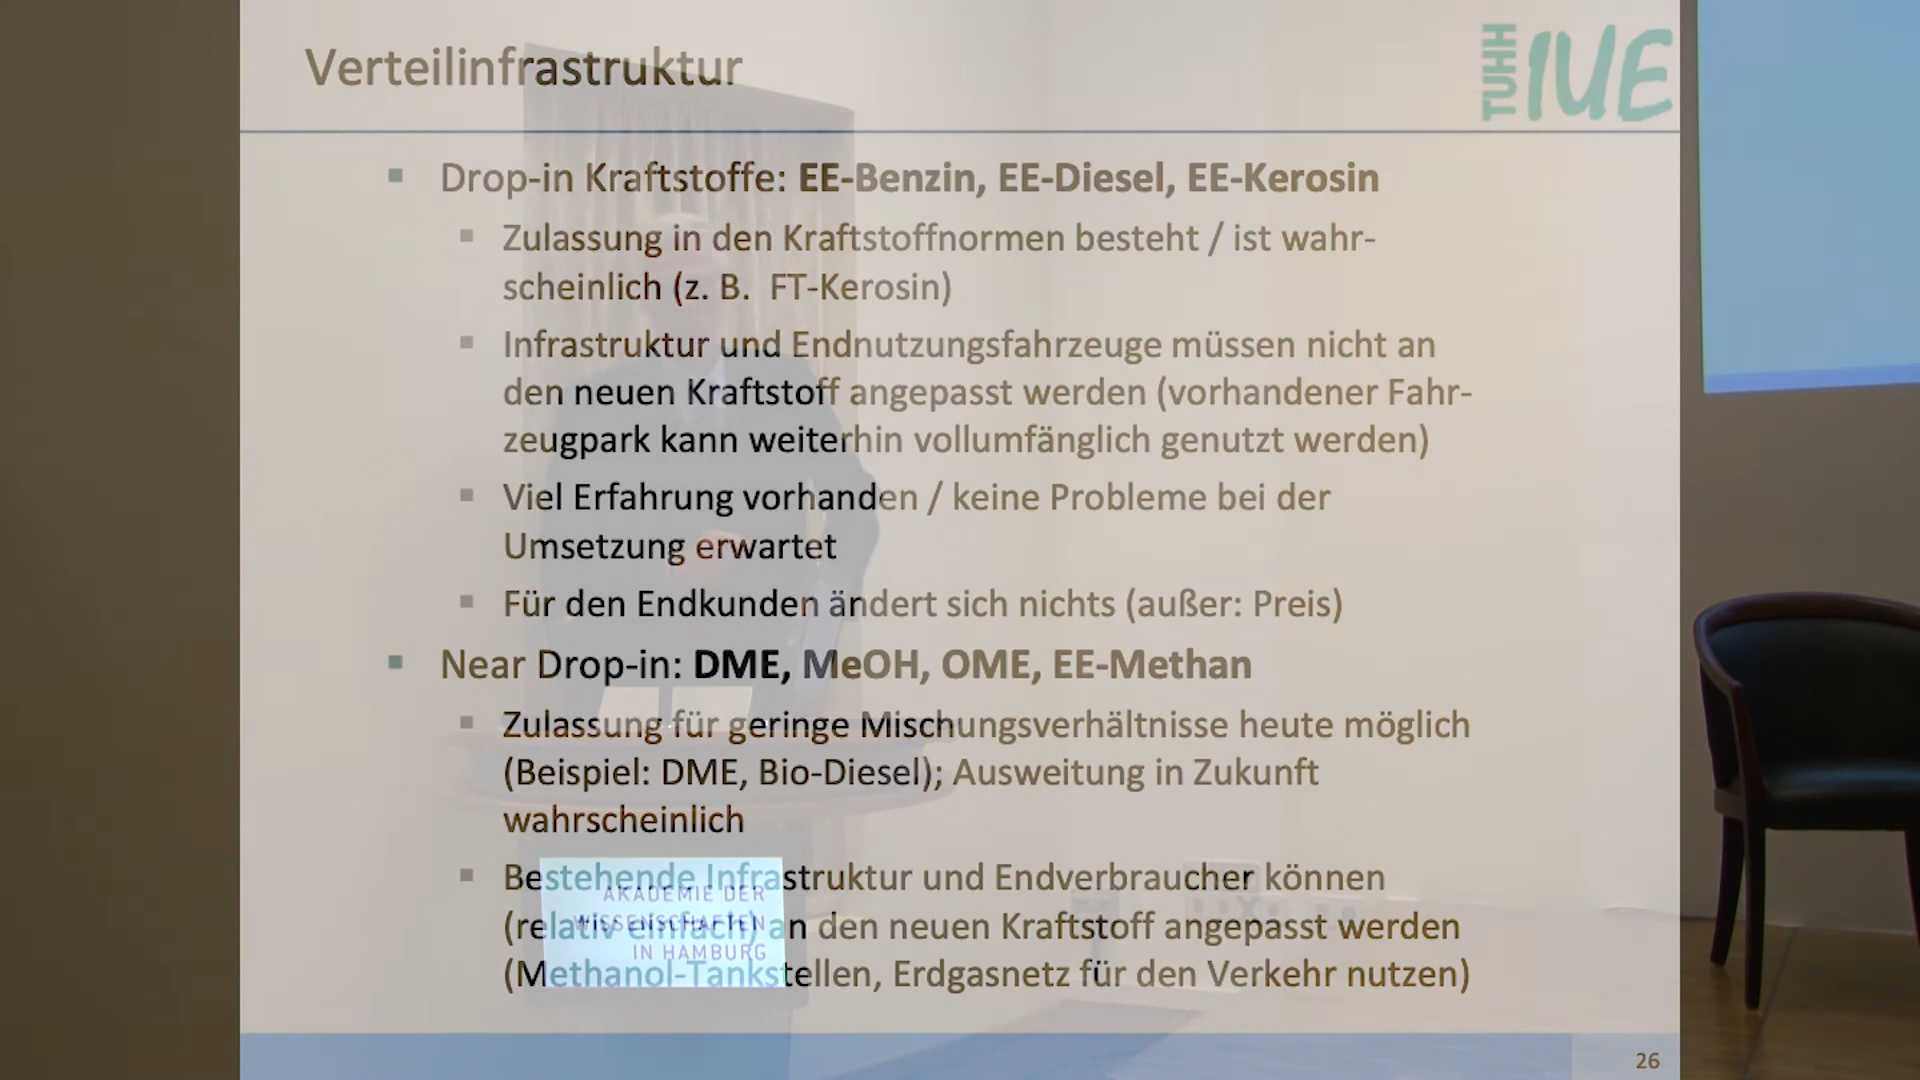 Verteilinfrastruktur
TUHH
IUE
▪ Drop-in Kraftstoffe: EE-Benzin, EE-Diesel, EE-Kerosin
▪ Zulassung in den Kraftstoffnormen besteht / ist wahr-
scheinlich (z. B. FT-Kerosin)
▪ Infrastruktur und Endnutzungsfahrzeuge müssen nicht an
den neuen Kraftstoff angepasst werden (vorhandener Fahr-
zeugpark kann weiterhin vollumfänglich genutzt werden)
▪ Viel Erfahrung vorhanden / keine Probleme bei der
Umsetzung erwartet
▪ Für den Endkunden ändert sich nichts (außer: Preis)
▪ Near Drop-in: DME, MeOH, OME, EE-Methan
▪ Zulassung für geringe Mischungsverhältnisse heute möglich
(Beispiel: DME, Bio-Diesel); Ausweitung in Zukunft
wahrscheinlich
▪ Bestehende Infrastruktur und Endverbraucher können
(relativ einfach) an den neuen Kraftstoff angepasst werden
(Methanol-Tankstellen, Erdgasnetz für den Verkehr nutzen)
AKADEMIE DER
WISSENSCHAFTEN
IN HAMBURG
26